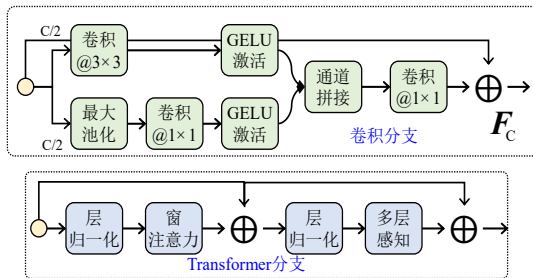 C/2
卷积
@3×3
GELU
激活
通道
拼接
卷积
@1×1
最大
池化
卷积
@1×1
GELU
激活
C/2
卷积分支
F_C
层
归一化
窗
注意力
层
归一化
多层
感知
Transformer分支